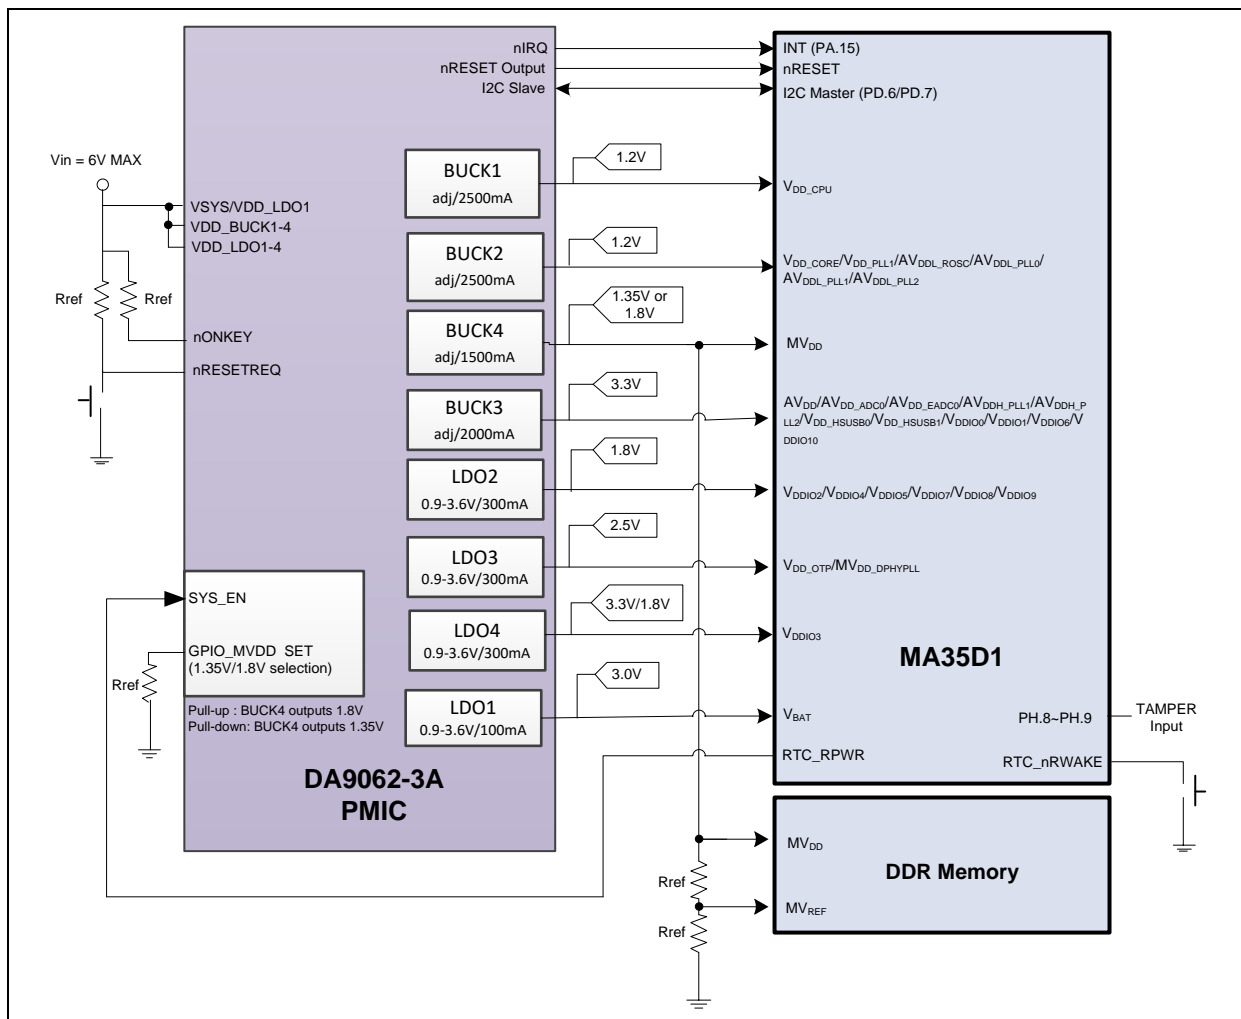 nIRQ
nRESET Output
I2C Slave
INT (PA.15)
nRESET
I2C Master (PD.6/PD.7)
Vin = 6V MAX
VSYS/VDD_LDO1
VDD_BUCK1-4
VDD_LDO1-4
Rref
Rref
nONKEY
nRESETREQ
BUCK1
adj/2500mA
1.2V
VDD_CPU
BUCK2
adj/2500mA
1.2V
VDD_CORE/VDD_PLL1/AVDDL_ROSC/AVDDL_PLL0/
AVDDL_PLL1/AVDDL_PLL2
BUCK4
adj/1500mA
1.35V or
1.8V
MVDD
BUCK3
adj/2000mA
3.3V
AVDD/AVDD_ADC0/AVDD_EADC0/AVDDH_PLL1/AVDDH_P
LL2/VDD_HSUSB0/VDD_HSUSB1/VDDIO0/VDDIO1/VDDIO6/V
DDIO10
LDO2
0.9-3.6V/300mA
1.8V
VDDIO2/VDDIO4/VDDIO5/VDDIO7/VDDIO8/VDDIO9
LDO3
0.9-3.6V/300mA
2.5V
VDD_OTP/MVDD_DPHYPLL
LDO4
0.9-3.6V/300mA
3.3V/1.8V
VDDIO3
LDO1
0.9-3.6V/100mA
3.0V
VBAT
SYS_EN
GPIO_MVDD SET
(1.35V/1.8V selection)
Rref
Pull-up : BUCK4 outputs 1.8V
Pull-down: BUCK4 outputs 1.35V
DA9062-3A
PMIC
MA35D1
PH.8~PH.9
TAMPER
Input
RTC_RPWR
RTC_nRWAKE
MVDD
DDR Memory
MVREF
Rref
Rref